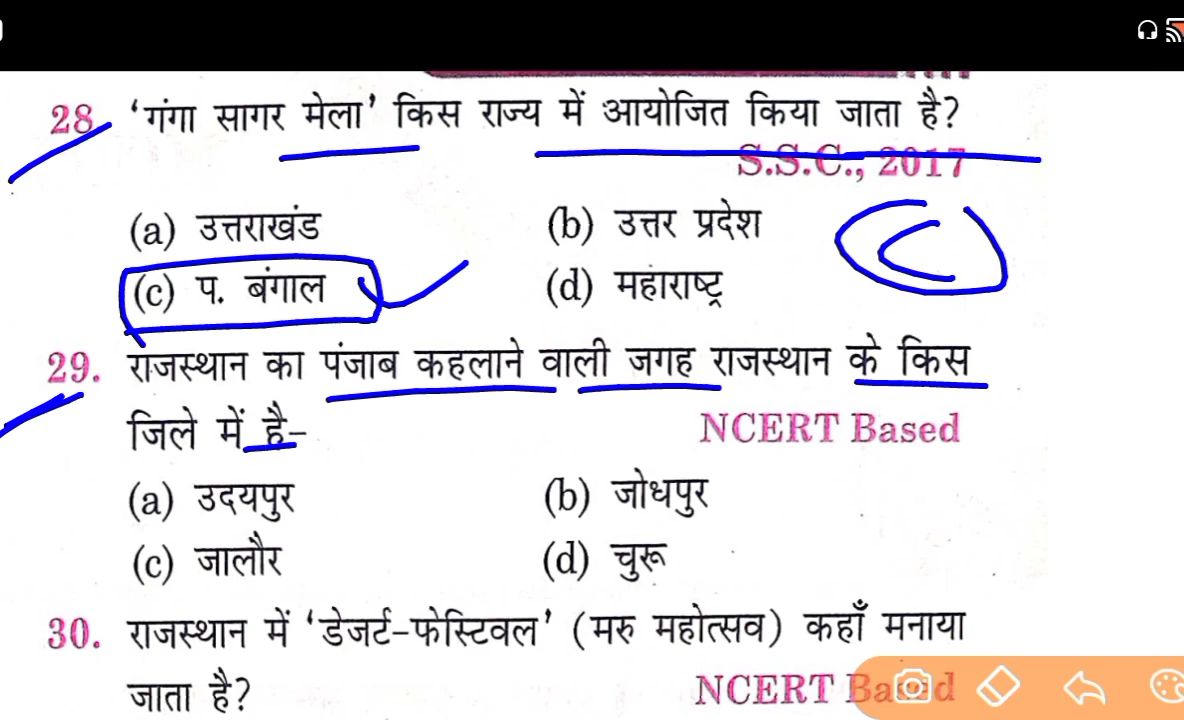 28. 'गंगा सागर मेला' किस राज्य में आयोजित किया जाता है?
S.S.C., 2017
(a) उत्तराखंड (b) उत्तर प्रदेश
(c) प. बंगाल (d) महाराष्ट्र
C
29. राजस्थान का पंजाब कहलाने वाली जगह राजस्थान के किस
जिले में है-
NCERT Based
(a) उदयपुर (b) जोधपुर
(c) जालौर (d) चुरू
30. राजस्थान में 'डेजर्ट-फेस्टिवल' (मरु महोत्सव) कहाँ मनाया
जाता है?
NCERT Based